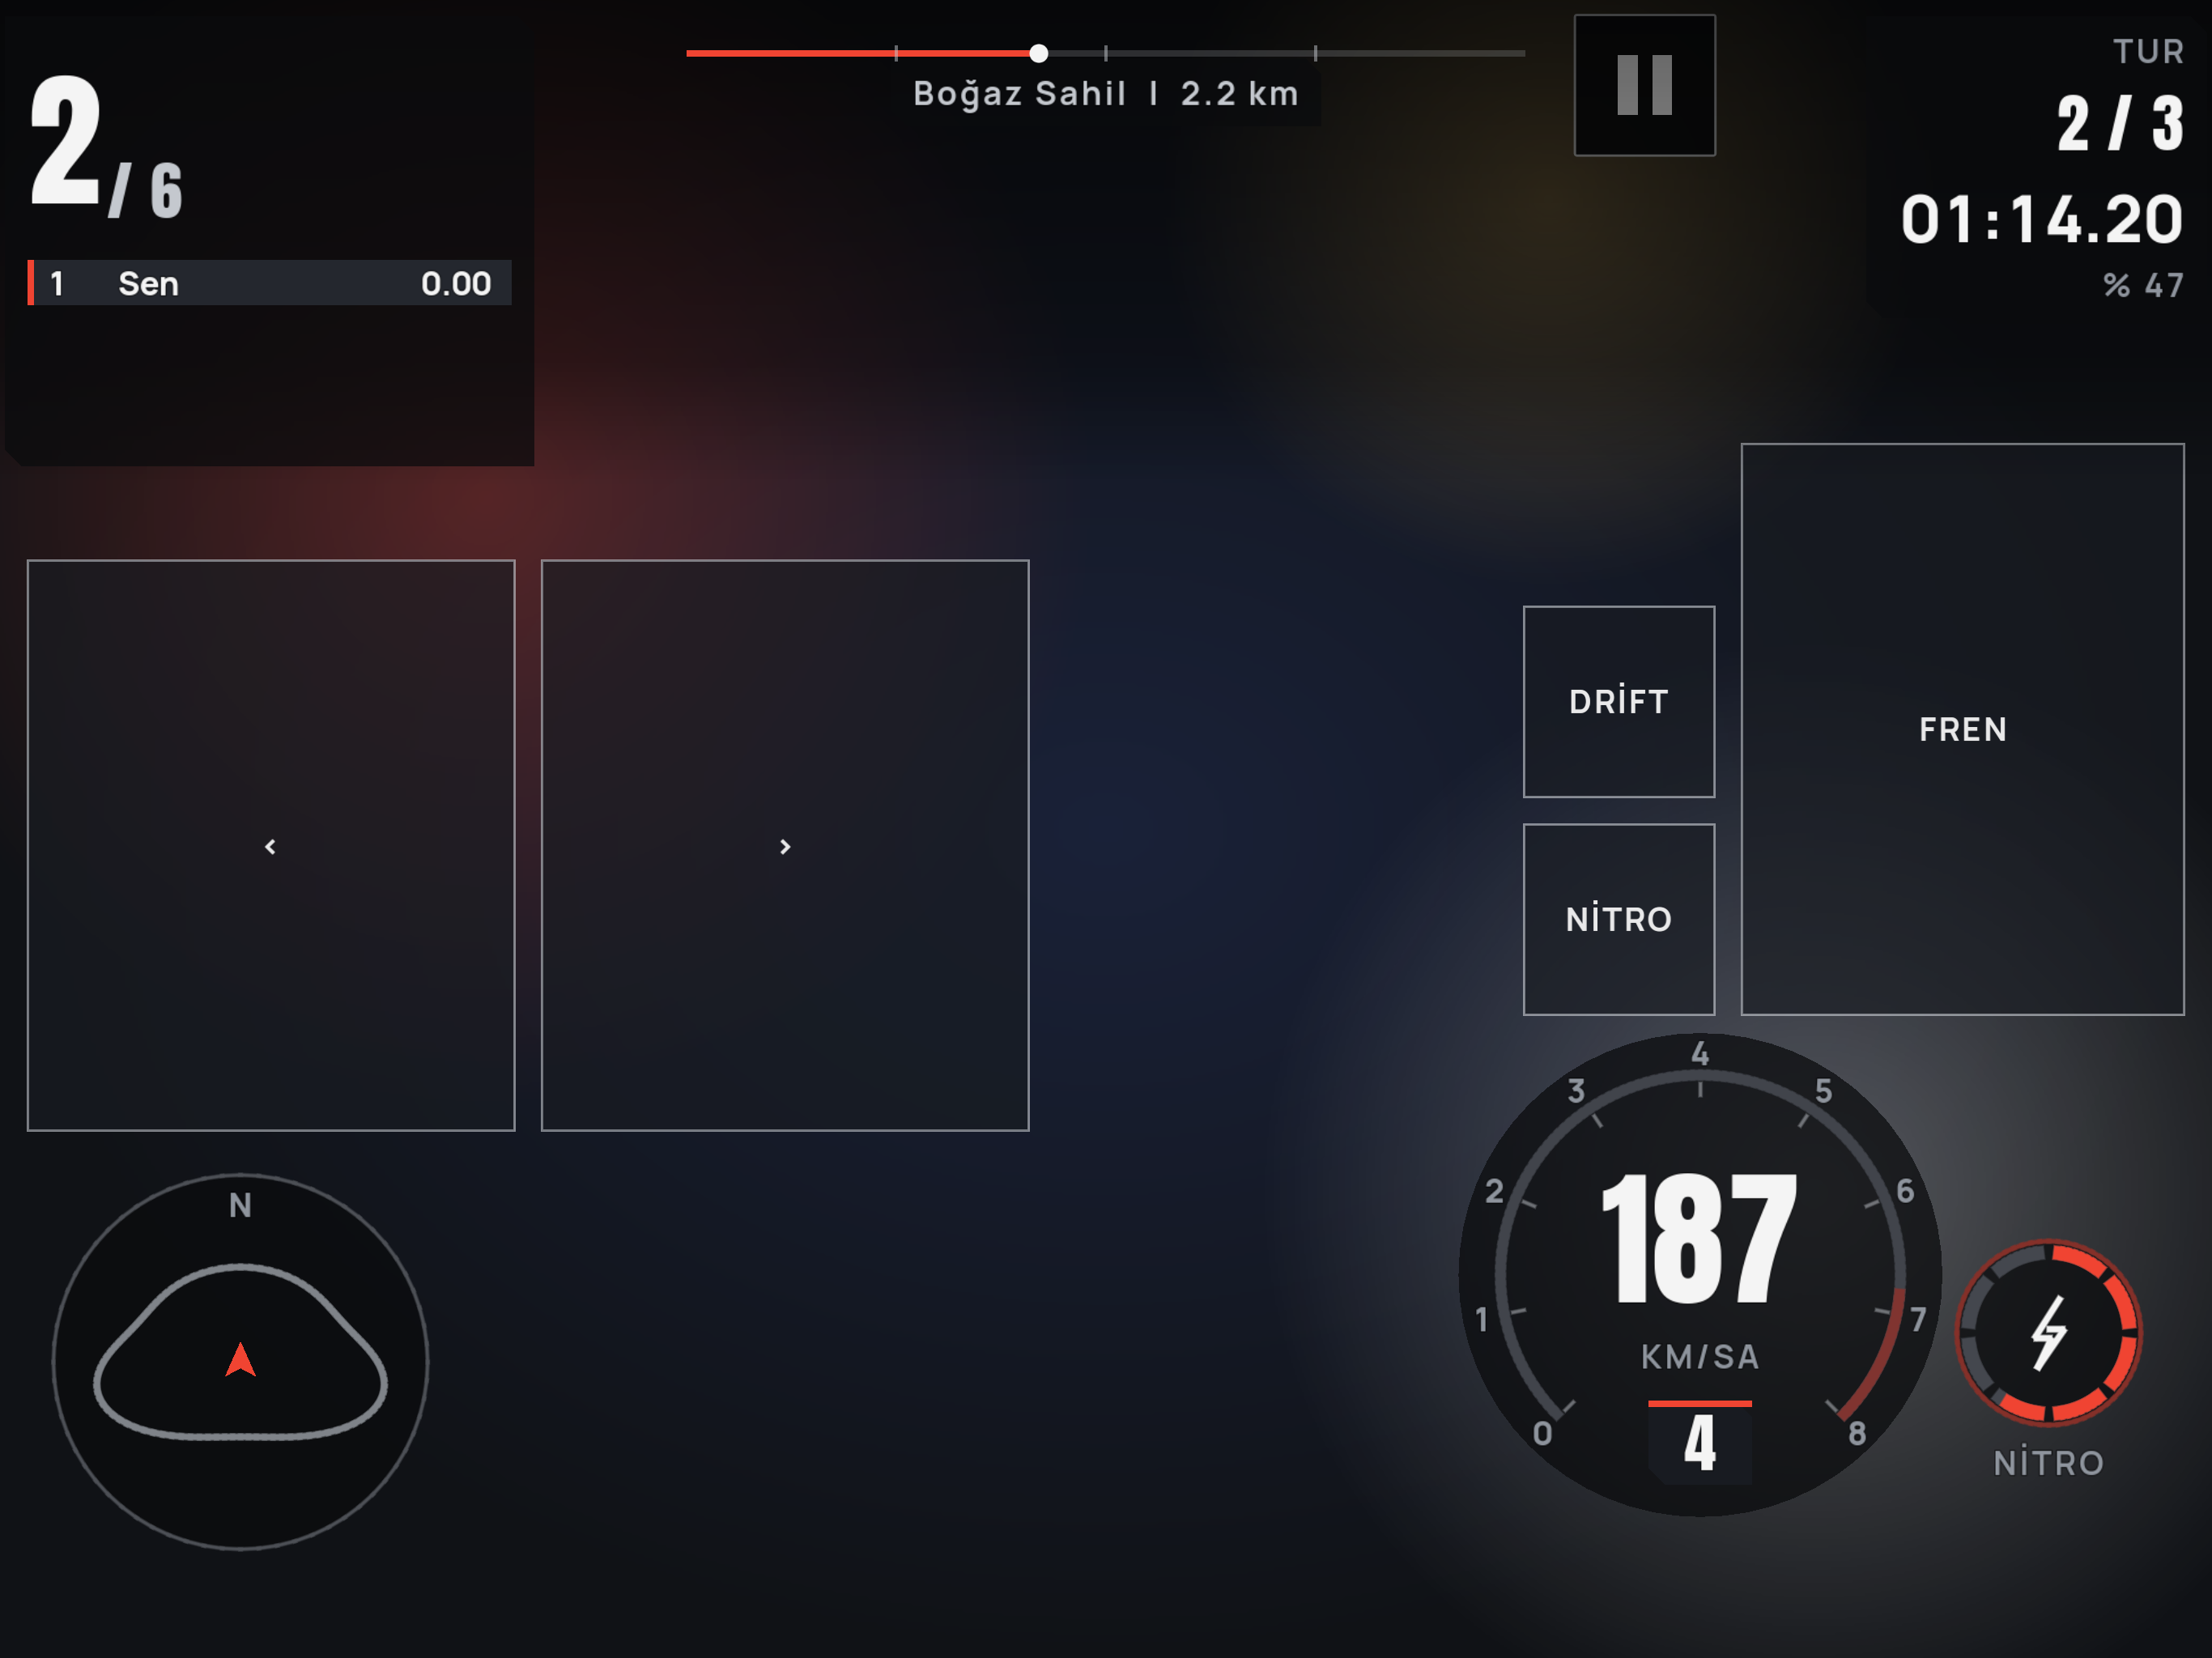 2/ 6
1 Sen 0.00
Boğaz Sahil | 2.2 km
TUR
2 / 3
01:14.20
% 47
<
>
DRİFT
NİTRO
FREN
N
0
1
2
3
4
5
6
7
8
187
KM/SA
4
NİTRO